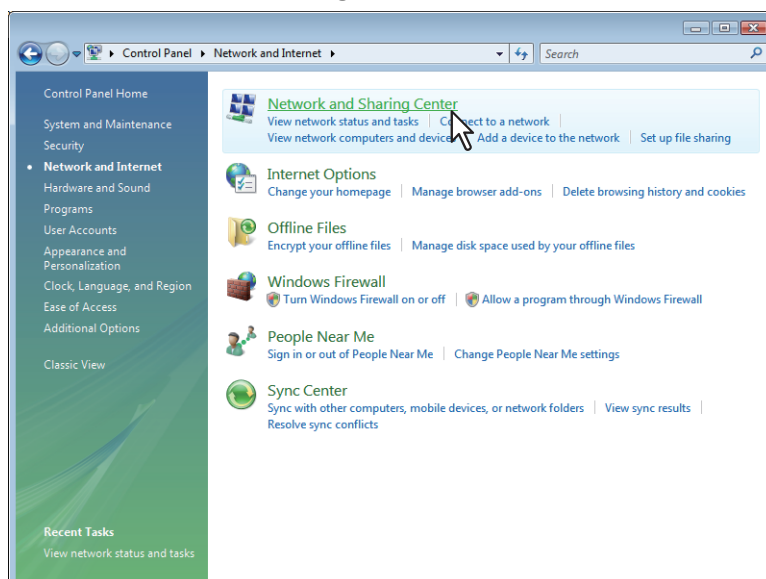 Control Panel Network and Internet
Search
Control Panel Home
System and Maintenance
Security
Network and Internet
Hardware and Sound
Programs
User Accounts
Appearance and
Personalization
Clock, Language, and Region
Ease of Access
Additional Options
Classic View
Recent Tasks
View network status and tasks
Network and Sharing Center
View network status and tasks Connect to a network
View network computers and devices Add a device to the network Set up file sharing
Internet Options
Change your homepage Manage browser add-ons Delete browsing history and cookies
Offline Files
Encrypt your offline files Manage disk space used by your offline files
Windows Firewall
Turn Windows Firewall on or off Allow a program through Windows Firewall
People Near Me
Sign in or out of People Near Me Change People Near Me settings
Sync Center
Sync with other computers, mobile devices, or network folders View sync results
Resolve sync conflicts